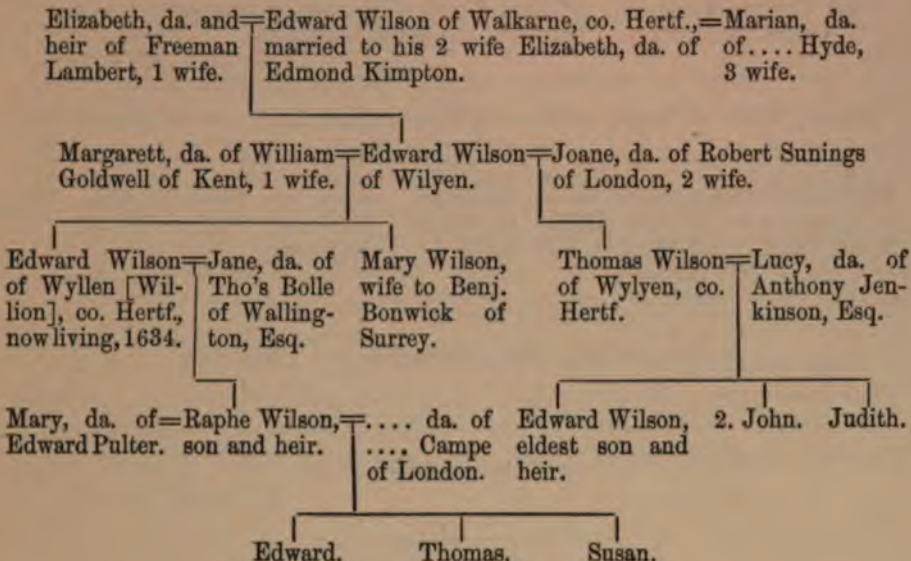 Elizabeth, da. and=Edward Wilson of Walkarne, co. Hertf.,=Marian, da.
heir of Freeman married to his 2 wife Elizabeth, da. of of.... Hyde,
Lambert, 1 wife. Edmond Kimpton. 3 wife.
Margarett, da. of William=Edward Wilson=Joane, da. of Robert Sunings
Goldwell of Kent, 1 wife. of Wilyen. of London, 2 wife.
Edward Wilson=Jane, da. of Mary Wilson, Thomas Wilson=Lucy, da. of
of Wyllen [Wil- Tho's Bolle wife to Benj. of Wylyen, co. Anthony Jen-
lion], co. Hertf., of Walling- Bonwick of Hertf. kinson, Esq.
now living, 1634. ton, Esq. Surrey.
Mary, da. of=Raphe Wilson,=.... da. of Edward Wilson, 2. John. Judith.
Edward Pulter. son and heir. .... Campe eldest son and
of London. heir.
Edward. Thomas. Susan.